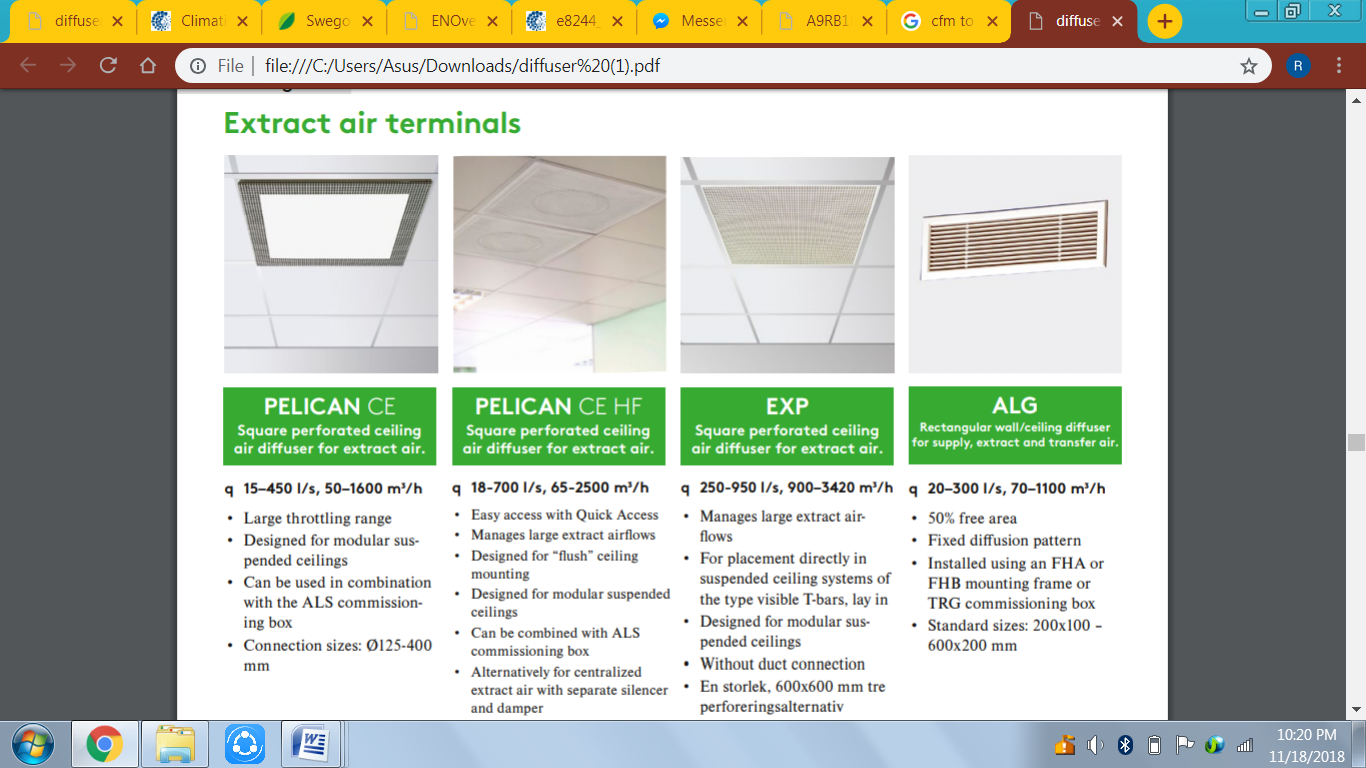 diffuse
Climati
Swego
ENOve
e8244_
Messe
A9RB1
cfm to
diffuse
File
file:///C:/Users/Asus/Downloads/diffuser%20(1).pdf
R
Extract air terminals
PELICAN CE
Square perforated ceiling
air diffuser for extract air.
q 15–450 l/s, 50–1600 m³/h
• Large throttling range
• Designed for modular sus-
pended ceilings
• Can be used in combination
with the ALS commission-
ing box
• Connection sizes: Ø125-400
mm
PELICAN CE HF
Square perforated ceiling
air diffuser for extract air.
q 18-700 l/s, 65-2500 m³/h
• Easy access with Quick Access
• Manages large extract airflows
• Designed for “flush” ceiling
mounting
• Designed for modular suspended
ceilings
• Can be combined with ALS
commissioning box
• Alternatively for centralized
extract air with separate silencer
and damper
EXP
Square perforated ceiling
air diffuser for extract air.
q 250-950 l/s, 900–3420 m³/h
• Manages large extract air-
flows
• For placement directly in
suspended ceiling systems of
the type visible T-bars, lay in
• Designed for modular sus-
pended ceilings
• Without duct connection
• En storlek, 600x600 mm tre
perforeringsalternativ
ALG
Rectangular wall/ceiling diffuser
for supply, extract and transfer air.
q 20–300 l/s, 70–1100 m³/h
• 50% free area
• Fixed diffusion pattern
• Installed using an FHA or
FHB mounting frame or
TRG commissioning box
• Standard sizes: 200x100 –
600x200 mm
10:20 PM
11/18/2018